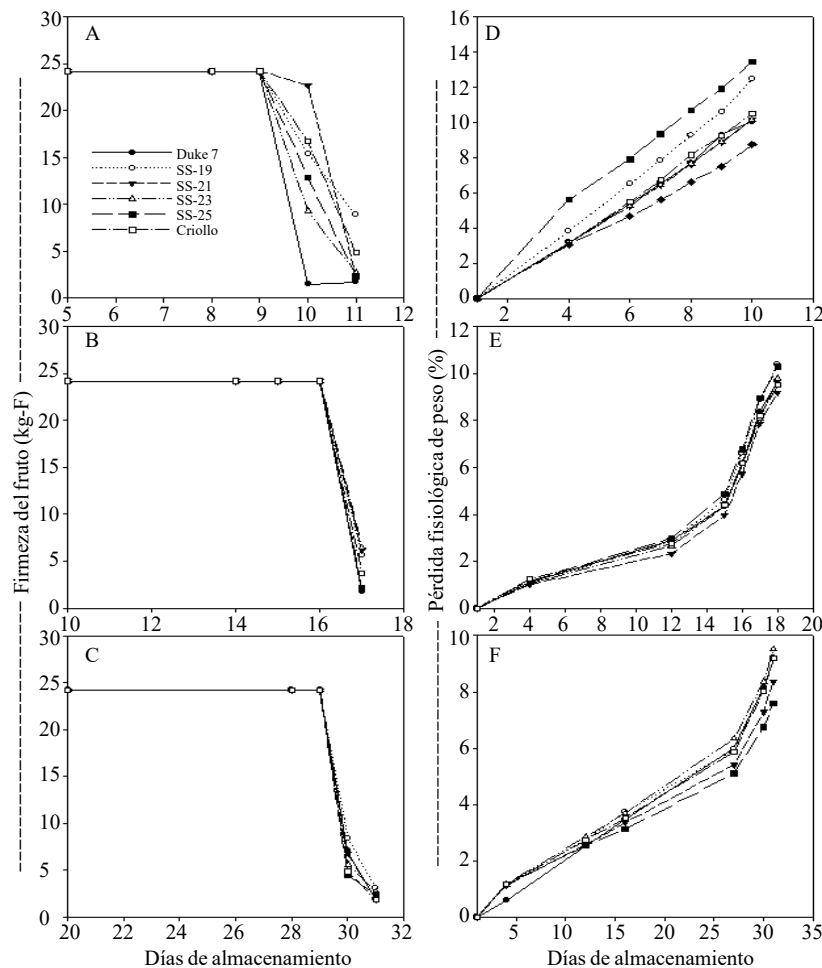 A
30
25
20
15
10
5
0
Duke 7
SS-19
SS-21
SS-23
SS-25
Criollo
5 6 7 8 9 10 11 12
B
30
25
20
15
10
5
0
10 12 14 16 18
C
30
25
20
15
10
5
0
20 22 24 26 28 30 32
Firmeza del fruto (kg-F)
Días de almacenamiento
D
16
14
12
10
8
6
4
2
0
2 4 6 8 10 12
E
12
10
8
6
4
2
0
2 4 6 8 10 12 14 16 18 20
F
10
8
6
4
2
0
5 10 15 20 25 30 35
Pérdida fisiológica de peso (%)
Días de almacenamiento